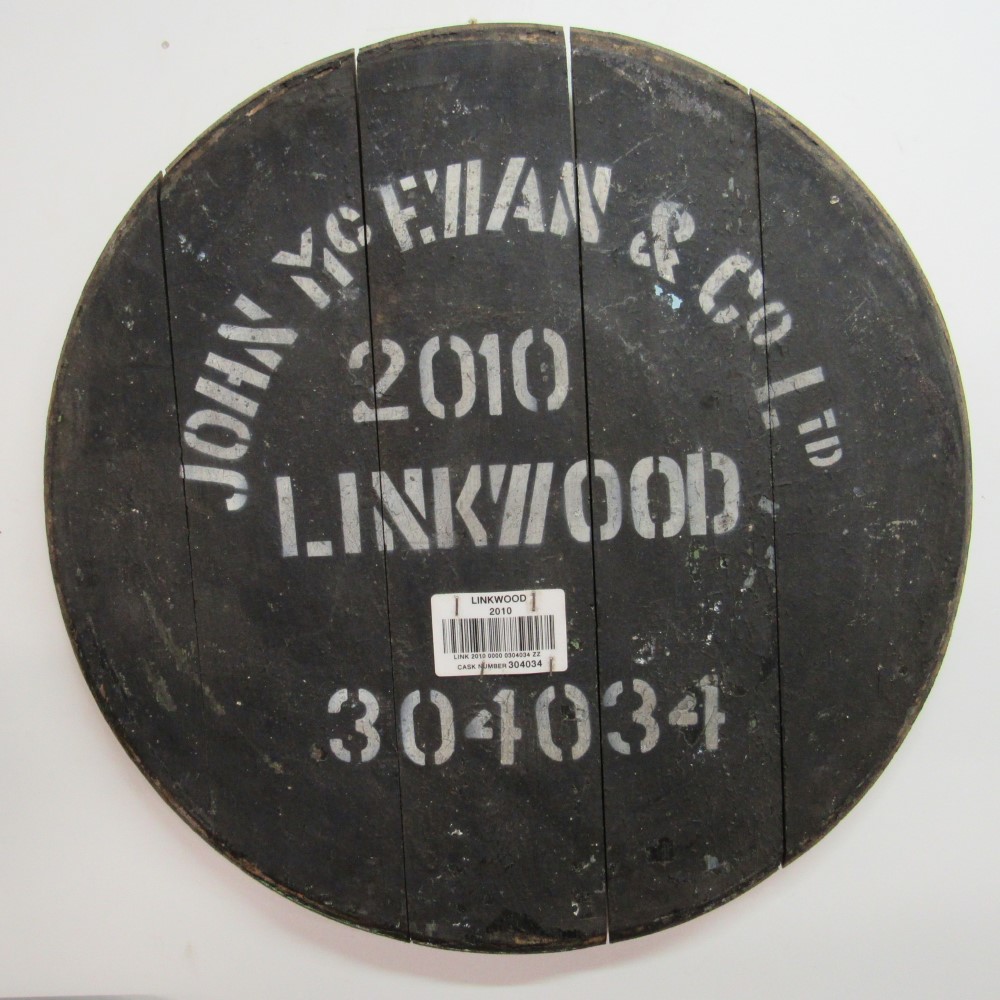 JOHN McEWAN & Co LTD
2010
LINKWOOD
LINKWOOD
2010
LINK 2010 0000 0304034 ZZ
CASK NUMBER 304034
304034